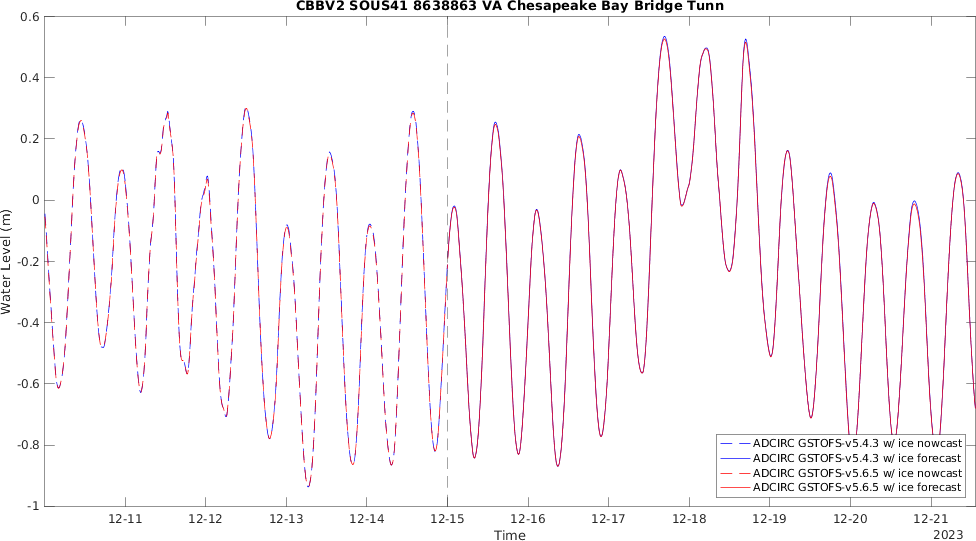 CBBV2 SOUS41 8638863 VA Chesapeake Bay Bridge Tunn
0.6
0.4
0.2
0
-0.2
-0.4
-0.6
-0.8
-1
Water Level (m)
ADCIRC GSTOFS-v5.4.3 w/ ice nowcast
ADCIRC GSTOFS-v5.4.3 w/ ice forecast
ADCIRC GSTOFS-v5.6.5 w/ ice nowcast
ADCIRC GSTOFS-v5.6.5 w/ ice forecast
12-11 12-12 12-13 12-14 12-15 12-16 12-17 12-18 12-19 12-20 12-21
Time
2023